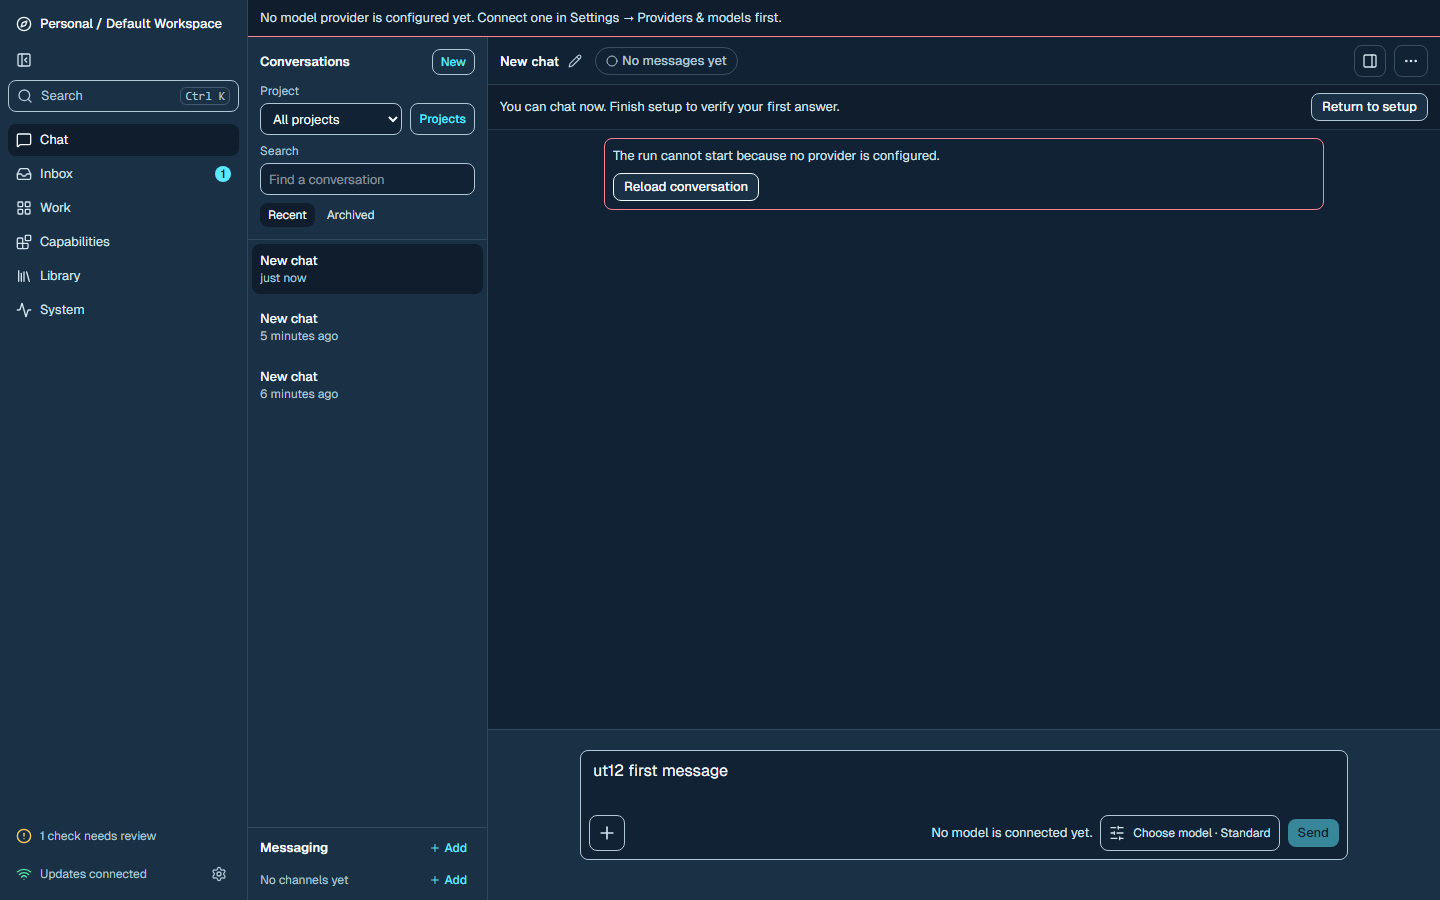 Personal / Default Workspace
Search
Ctrl K
Chat
Inbox
1
Work
Capabilities
Library
System
1 check needs review
Updates connected
No model provider is configured yet. Connect one in Settings → Providers & models first.
Conversations
New
Project
All projects
Projects
Search
Find a conversation
Recent
Archived
New chat
just now
New chat
5 minutes ago
New chat
6 minutes ago
Messaging
+ Add
No channels yet
+ Add
New chat
No messages yet
You can chat now. Finish setup to verify your first answer.
Return to setup
The run cannot start because no provider is configured.
Reload conversation
ut12 first message
No model is connected yet.
Choose model · Standard
Send